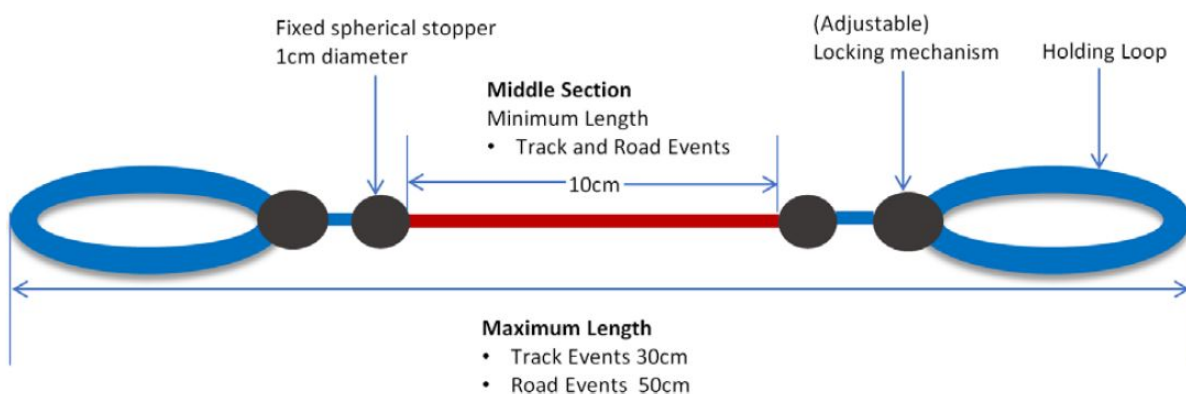 Fixed spherical stopper
1cm diameter
(Adjustable)
Locking mechanism
Holding Loop
Middle Section
Minimum Length
• Track and Road Events
10cm
Maximum Length
• Track Events 30cm
• Road Events 50cm